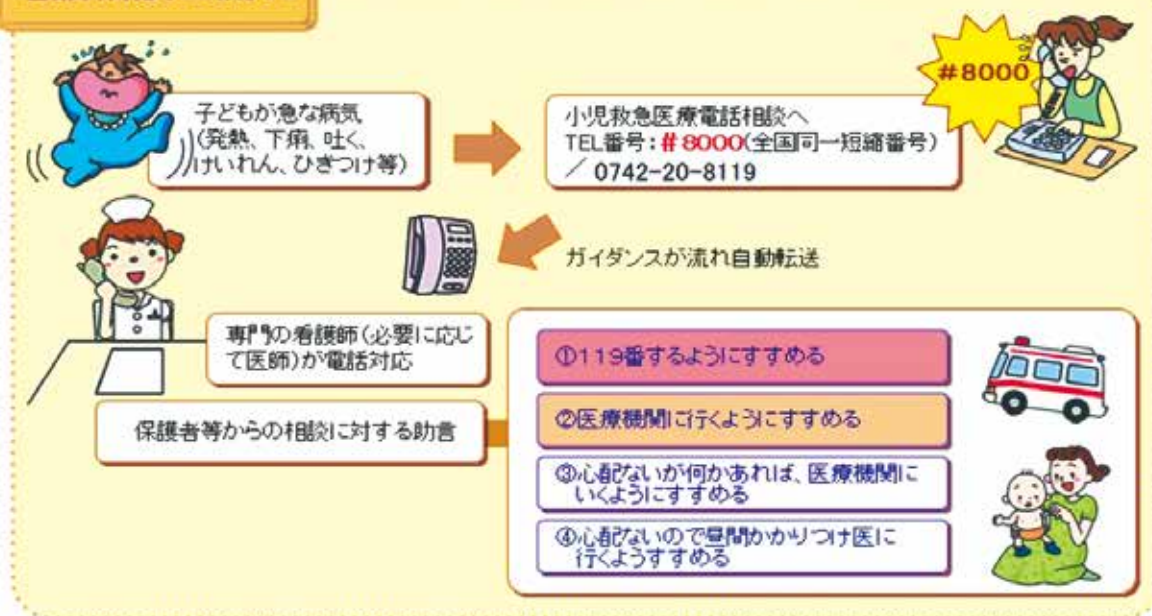 子どもが急な病気
(発熱、下痢、吐く、
けいれん、ひきつけ等)
小児救急医療電話相談へ
TEL番号:#8000(全国同一短縮番号)
/ 0742-20-8119
#8000
ガイダンスが流れ自動転送
専門の看護師(必要に応じ
て医師)が電話対応
保護者等からの相談に対する助言
①119番するようにすすめる
②医療機関に行くようにすすめる
③心配ないが何かあれば、医療機関に
いくようにすすめる
④心配ないので昼間かかりつけ医に
行くようすすめる